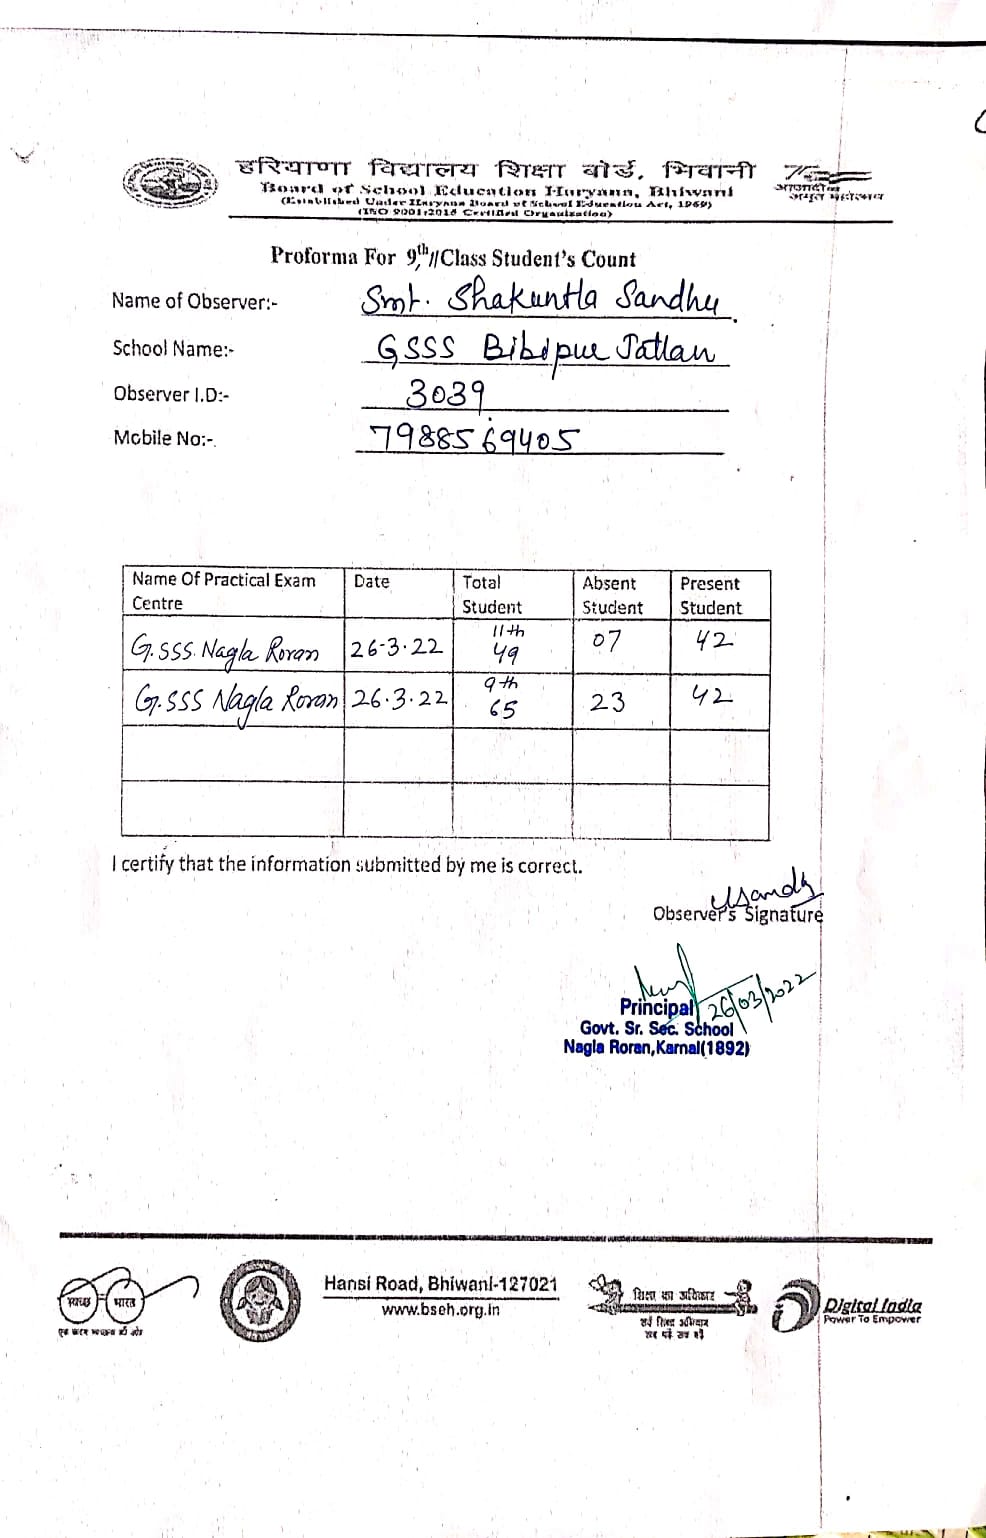 हरियाणा विद्यालय शिक्षा बोर्ड, भिवानी
Board of School Education Haryana, Bhiwani
(Established Under Haryana Board of School Education Act, 1969)
(ISO 9001:2015 Certified Organization)
75
आज़ादी का
अमृत महोत्सव
Proforma For 9th// Class Student's Count
Name of Observer:- Smt. Shakuntla Sandhu
School Name:- GSSS Bibipur Jatlan
Observer I.D:- 3039
Mobile No:- 7988569405
Name Of Practical Exam Centre Date Total Student Absent Student Present Student
G.SSS. Nagla Roran 26-3-22 11th 49 07 42
G.SSS Nagla Roran 26.3.22 9th 65 23 42
I certify that the information submitted by me is correct.
Observer's Signature
Principal 26/03/2022
Govt. Sr. Sec. School
Nagla Roran, Karnal(1892)
स्वच्छ भारत
एक कदम स्वच्छता की ओर
Hansi Road, Bhiwani-127021
www.bseh.org.in
शिक्षा का अधिकार
सर्व शिक्षा अभियान
सब पढ़ें सब बढ़ें
Digital India
Power To Empower